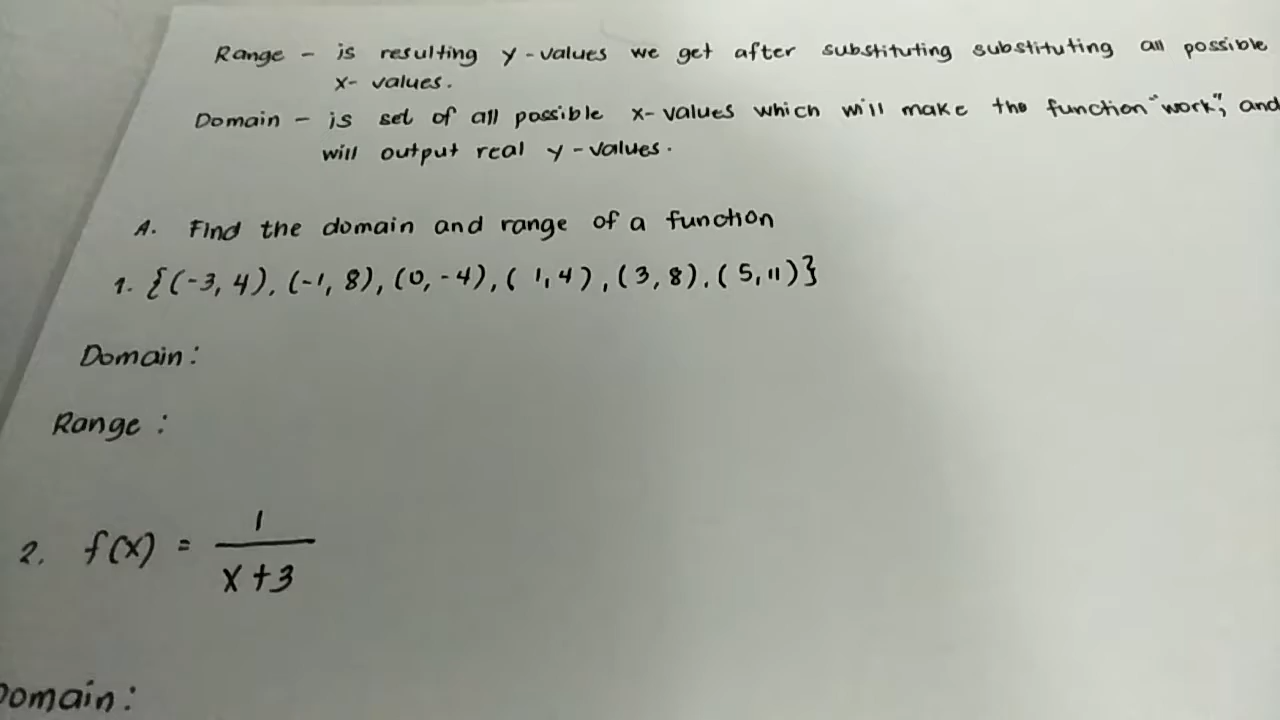 Range - is resulting y-values we get after substituting substituting all possible
x- values.
Domain - is set of all possible x-values which will make the function "work", and
will output real y-values.
A. Find the domain and range of a function
1. {(-3, 4), (-1, 8), (0, -4), (1, 4), (3, 8), (5, 11)}
Domain:
Range:
2. f(x) = 1/(x+3)
Domain: